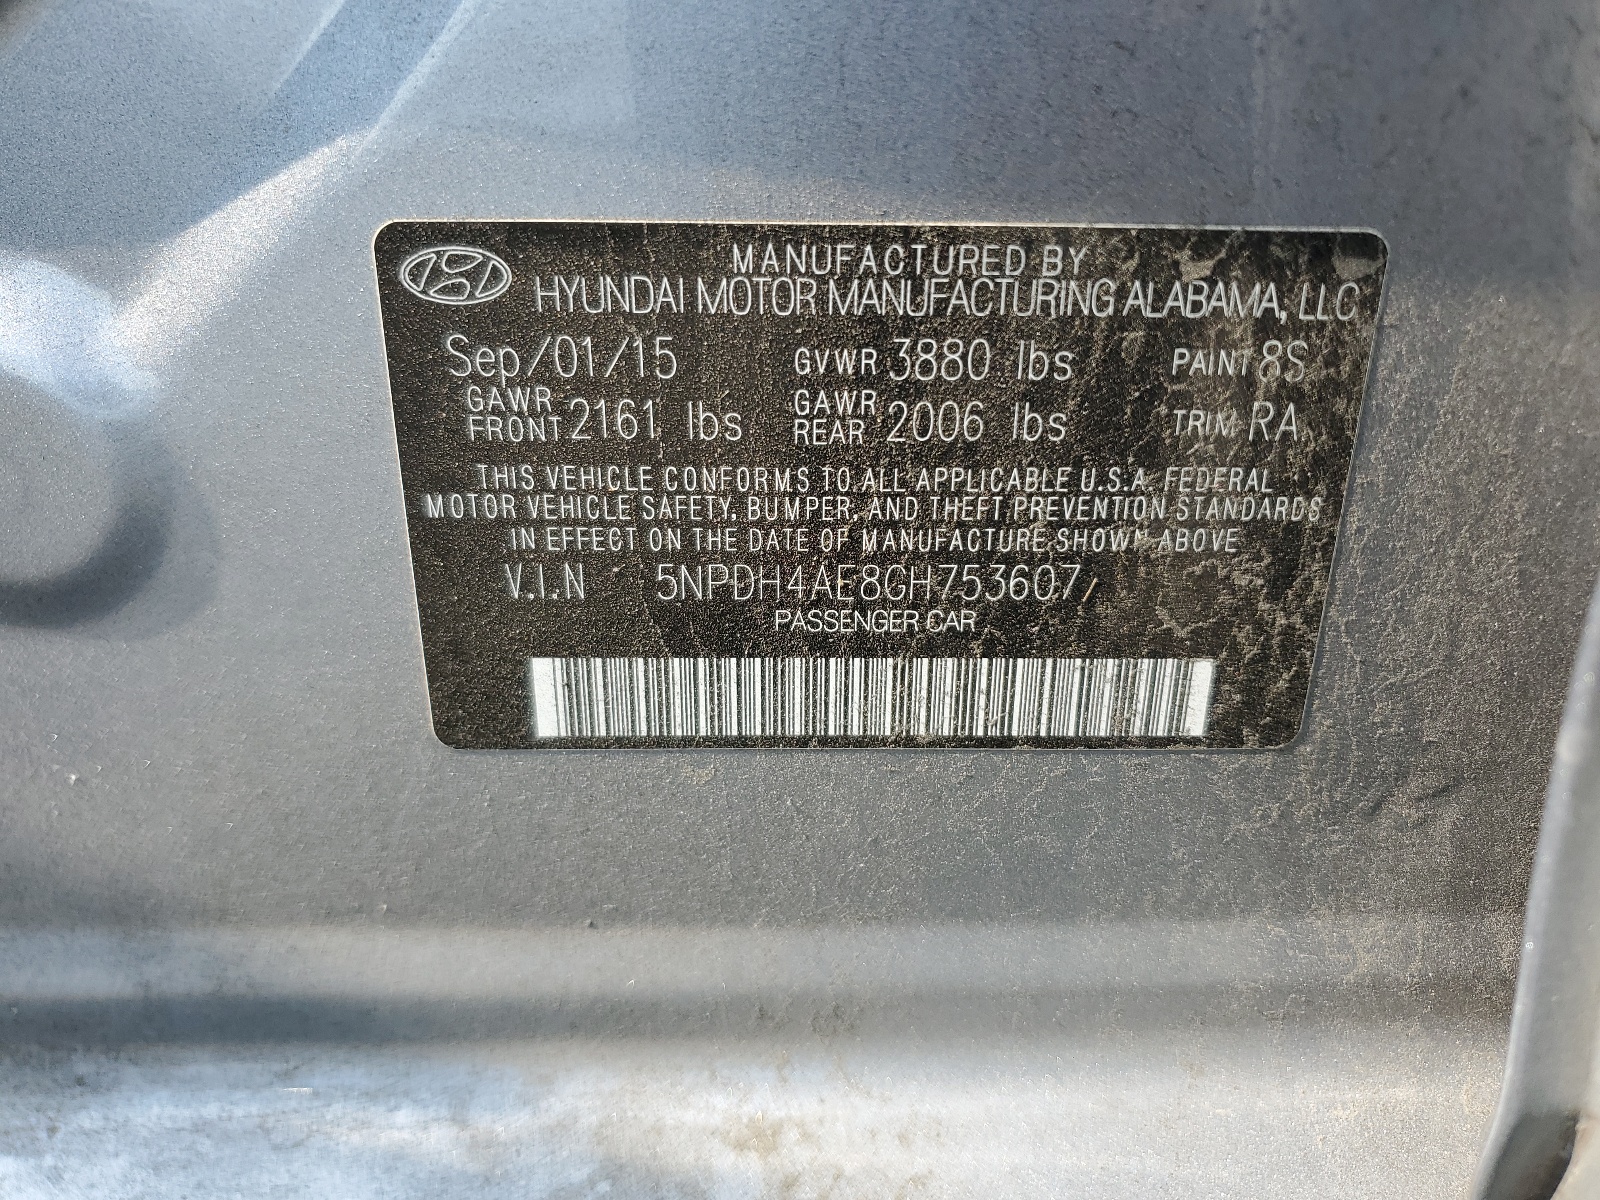 MANUFACTURED BY
HYUNDAI MOTOR MANUFACTURING ALABAMA, LLC
Sep/01/15 GVWR 3880 lbs PAINT 8S
GAWR FRONT 2161 lbs GAWR REAR 2006 lbs TRIM RA
THIS VEHICLE CONFORMS TO ALL APPLICABLE U.S.A. FEDERAL
MOTOR VEHICLE SAFETY, BUMPER, AND THEFT PREVENTION STANDARDS
IN EFFECT ON THE DATE OF MANUFACTURE SHOWN ABOVE
V.I.N 5NPDH4AE8GH753607
PASSENGER CAR